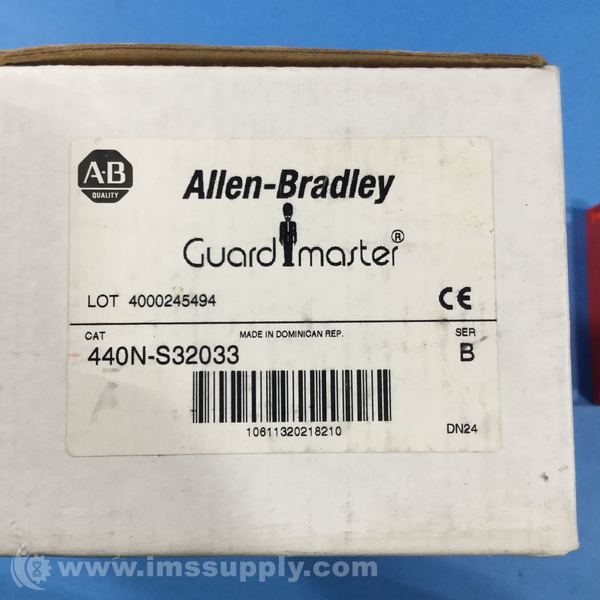 A-B
QUALITY
Allen-Bradley
Guardmaster®
LOT 4000245494
CE
CAT
MADE IN DOMINICAN REP.
SER
440N-S32033
B
10611320218210
DN24
© www.imssupply.com